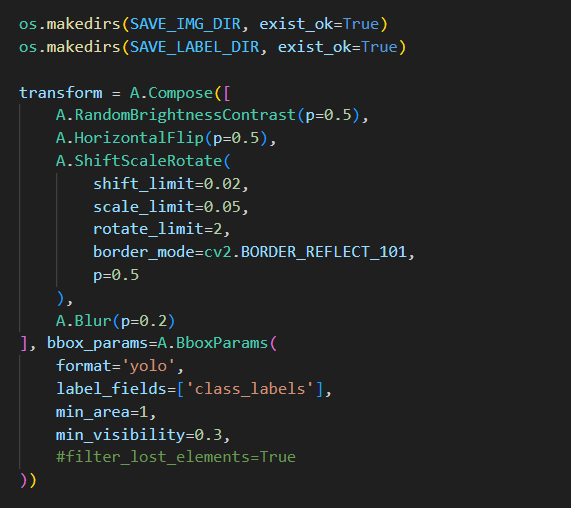 os.makedirs(SAVE_IMG_DIR, exist_ok=True)
os.makedirs(SAVE_LABEL_DIR, exist_ok=True)

transform = A.Compose([
    A.RandomBrightnessContrast(p=0.5),
    A.HorizontalFlip(p=0.5),
    A.ShiftScaleRotate(
        shift_limit=0.02,
        scale_limit=0.05,
        rotate_limit=2,
        border_mode=cv2.BORDER_REFLECT_101,
        p=0.5
    ),
    A.Blur(p=0.2)
], bbox_params=A.BboxParams(
    format='yolo',
    label_fields=['class_labels'],
    min_area=1,
    min_visibility=0.3,
    #filter_lost_elements=True
))